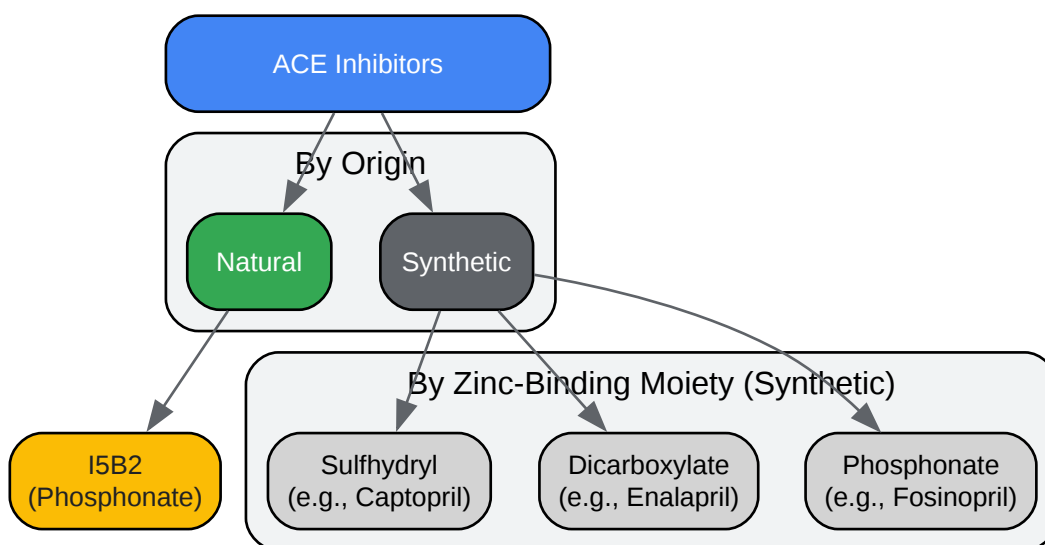 ACE Inhibitors
By Origin
Natural
Synthetic
By Zinc-Binding Moiety (Synthetic)
I5B2
(Phosphonate)
Sulfhydryl
(e.g., Captopril)
Dicarboxylate
(e.g., Enalapril)
Phosphonate
(e.g., Fosinopril)